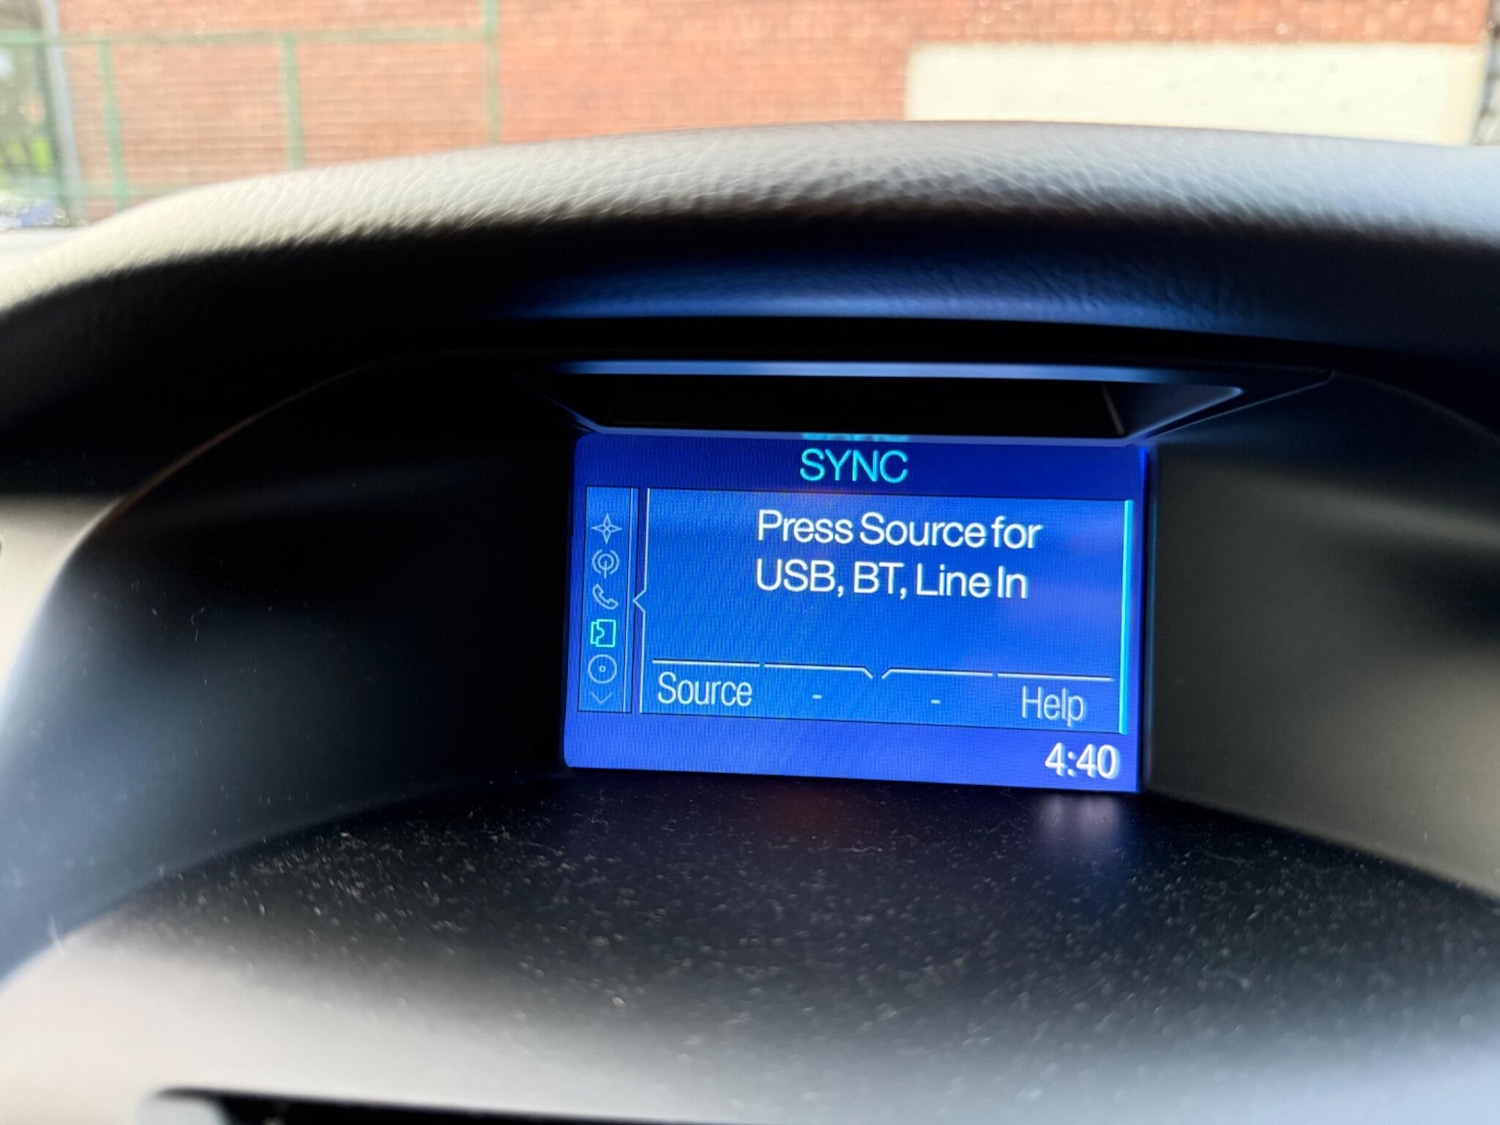 SYNC
Press Source for
USB, BT, Line In
Source - - Help
4:40